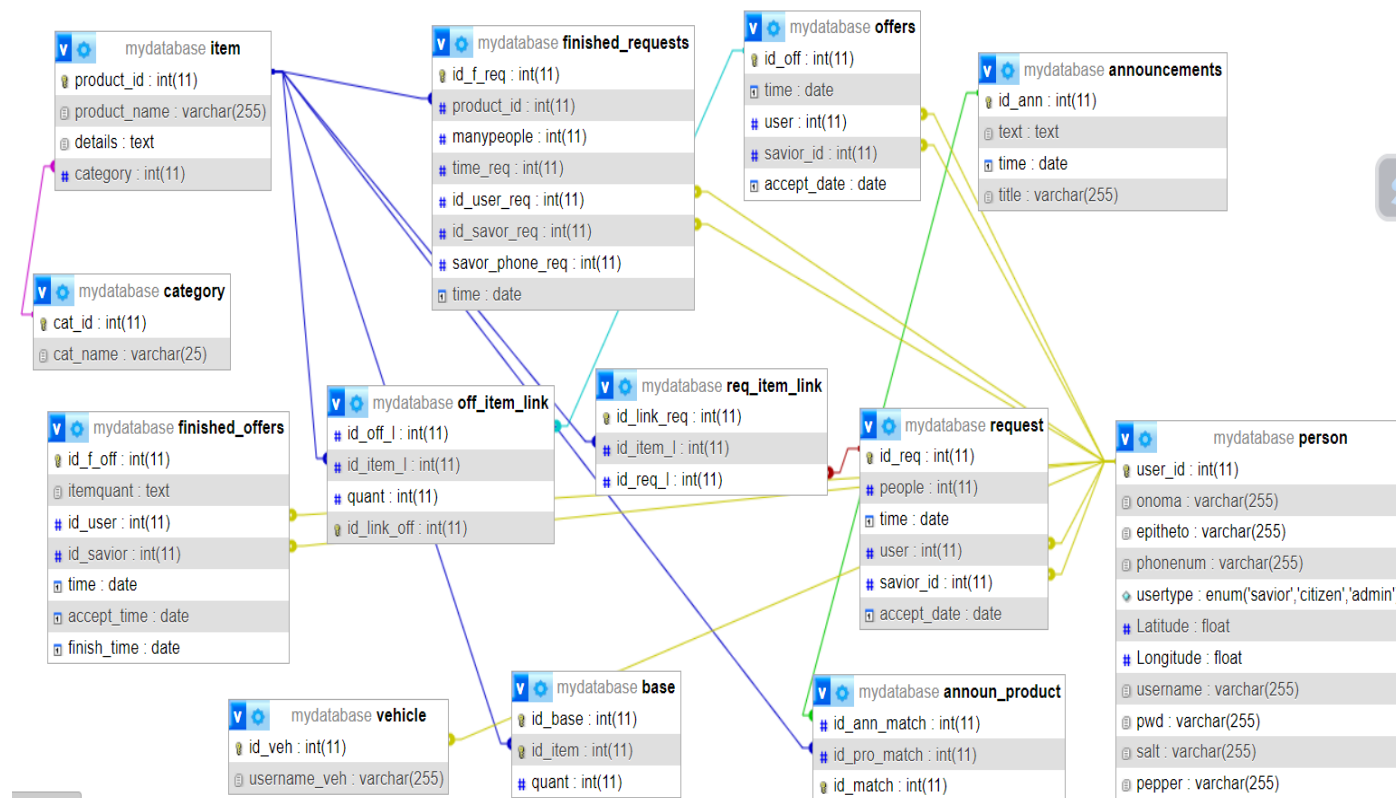 mydatabase item
product_id : int(11)
product_name : varchar(255)
details : text
category : int(11)
mydatabase finished_requests
id_f_req : int(11)
product_id : int(11)
manypeople : int(11)
time_req : int(11)
id_user_req : int(11)
id_savor_req : int(11)
savor_phone_req : int(11)
time : date
mydatabase offers
id_off : int(11)
time : date
user : int(11)
savior_id : int(11)
accept_date : date
mydatabase announcements
id_ann : int(11)
text : text
time : date
title : varchar(255)
mydatabase category
cat_id : int(11)
cat_name : varchar(25)
mydatabase finished_offers
id_f_off : int(11)
itemquant : text
id_user : int(11)
id_savior : int(11)
time : date
accept_time : date
finish_time : date
mydatabase off_item_link
id_off_l : int(11)
id_item_l : int(11)
quant : int(11)
id_link_off : int(11)
mydatabase req_item_link
id_link_req : int(11)
id_item_l : int(11)
id_req_l : int(11)
mydatabase request
id_req : int(11)
people : int(11)
time : date
user : int(11)
savior_id : int(11)
accept_date : date
mydatabase person
user_id : int(11)
onoma : varchar(255)
epitheto : varchar(255)
phonenum : varchar(255)
usertype : enum('savior','citizen','admin'
Latitude : float
Longitude : float
username : varchar(255)
pwd : varchar(255)
salt : varchar(255)
pepper : varchar(255)
mydatabase vehicle
id_veh : int(11)
username_veh : varchar(255)
mydatabase base
id_base : int(11)
id_item : int(11)
quant : int(11)
mydatabase announ_product
id_ann_match : int(11)
id_pro_match : int(11)
id_match : int(11)